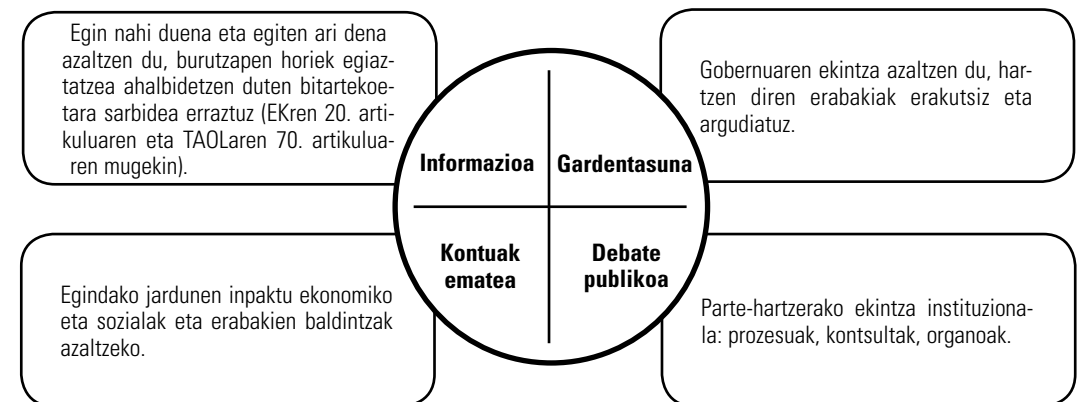 Egin nahi duena eta egiten ari dena
azaltzen du, burutzapen horiek egiaz-
tatzea ahalbidetzen duten bitartekoe-
tara sarbidea erraztuz (EKren 20. arti-
kuluaren eta TAOLaren 70. artikulua-
ren mugekin).
Gobernuaren ekintza azaltzen du, har-
tzen diren erabakiak erakutsiz eta
argudiatuz.
Informazioa
Gardentasuna
Kontuak
ematea
Debate
publikoa
Egindako jardunen inpaktu ekonomiko
eta sozialak eta erabakien baldintzak
azaltzeko.
Parte-hartzerako ekintza instituziona-
la: prozesuak, kontsultak, organoak.